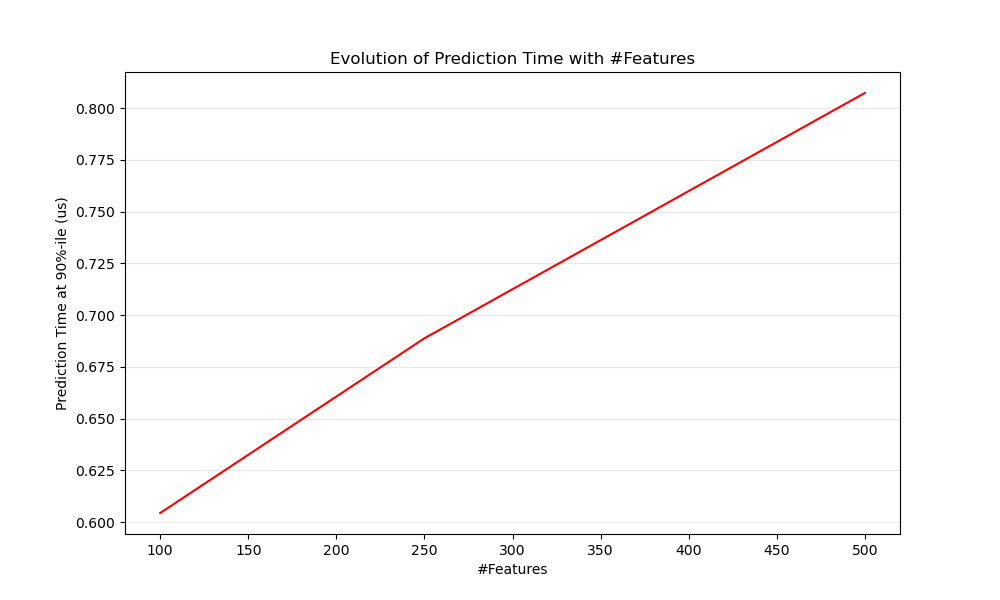 Evolution of Prediction Time with #Features
Prediction Time at 90%-ile (us)
0.800
0.775
0.750
0.725
0.700
0.675
0.650
0.625
0.600
100 150 200 250 300 350 400 450 500
#Features